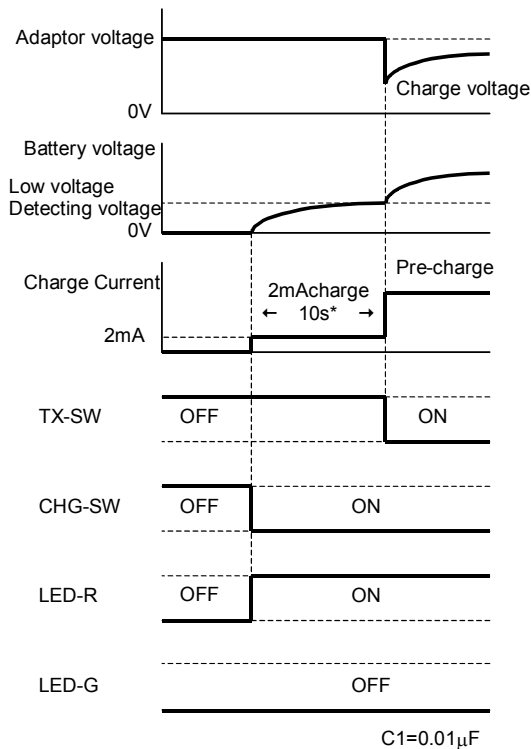 Adaptor voltage
Charge voltage
0V
Battery voltage
Low voltage
Detecting voltage
0V
Charge Current
Pre-charge
2mAcharge
← 10s* →
2mA
TX-SW OFF ON
CHG-SW OFF ON
LED-R OFF ON
LED-G OFF
C1=0.01μF